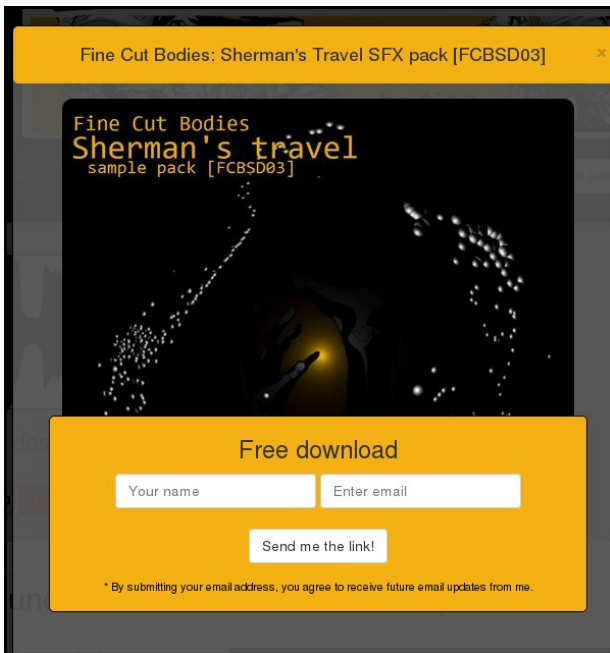 Fine Cut Bodies: Sherman's Travel SFX pack [FCBSD03]
×
Fine Cut Bodies
Sherman's travel
sample pack [FCBSD03]
Free download
Your name
Enter email
Send me the link!
* By submitting your email address, you agree to receive future email updates from me.